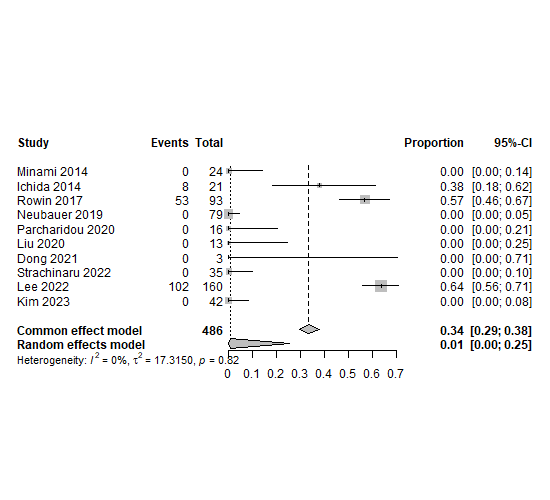 Study Events Total Proportion 95%-CI
Minami 2014 0 24 0.00 [0.00; 0.14]
Ichida 2014 8 21 0.38 [0.18; 0.62]
Rowin 2017 53 93 0.57 [0.46; 0.67]
Neubauer 2019 0 79 0.00 [0.00; 0.05]
Parcharidou 2020 0 16 0.00 [0.00; 0.21]
Liu 2020 0 13 0.00 [0.00; 0.25]
Dong 2021 0 3 0.00 [0.00; 0.71]
Strachinaru 2022 0 35 0.00 [0.00; 0.10]
Lee 2022 102 160 0.64 [0.56; 0.71]
Kim 2023 0 42 0.00 [0.00; 0.08]
Common effect model 486 0.34 [0.29; 0.38]
Random effects model 0.01 [0.00; 0.25]
Heterogeneity: I² = 0%, τ² = 17.3150, p = 0.82
0 0.1 0.2 0.3 0.4 0.5 0.6 0.7